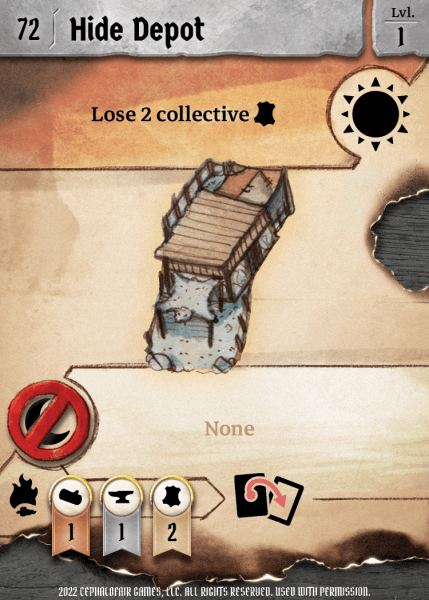 72 Hide Depot
Lvl.
1
Lose 2 collective
None
1 1 2
2022 CEPHALOFAIR GAMES, LLC. ALL RIGHTS RESERVED. USED WITH PERMISSION.